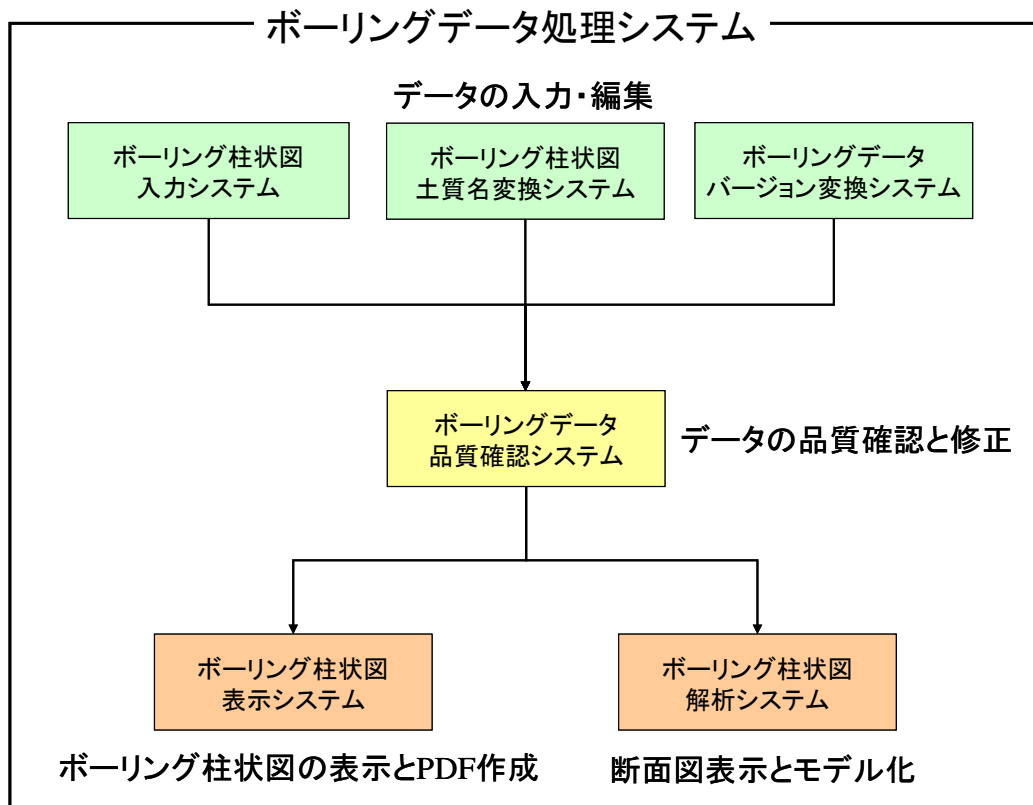 ボーリングデータ処理システム
データの入力・編集
ボーリング柱状図
入力システム
ボーリング柱状図
土質名変換システム
ボーリングデータ
バージョン変換システム
ボーリングデータ
品質確認システム
データの品質確認と修正
ボーリング柱状図
表示システム
ボーリング柱状図
解析システム
ボーリング柱状図の表示とPDF作成
断面図表示とモデル化